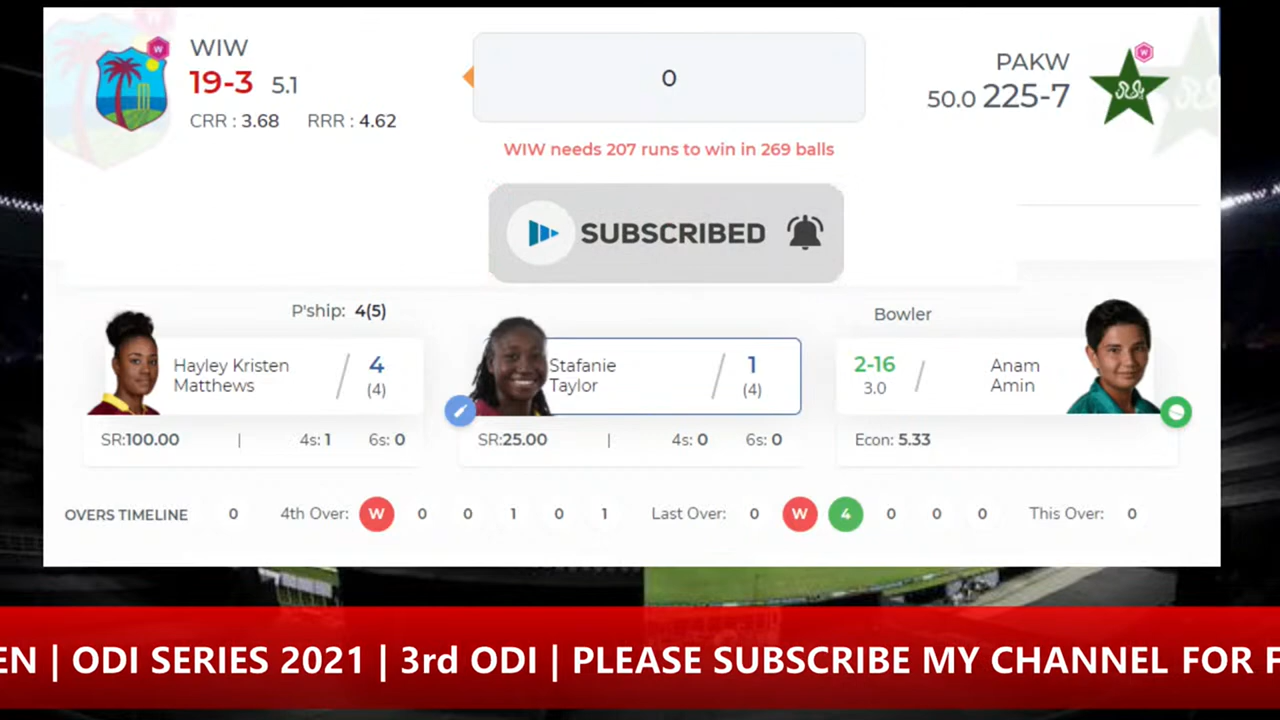 WIW
19-3 5.1
CRR : 3.68 RRR : 4.62
0
WIW needs 207 runs to win in 269 balls
PAKW
50.0 225-7
SUBSCRIBED
P'ship: 4(5)
Hayley Kristen
Matthews
4
(4)
SR:100.00 | 4s: 1 6s: 0
Stafanie
Taylor
1
(4)
SR:25.00 | 4s: 0 6s: 0
Bowler
2-16
3.0
Anam
Amin
Econ: 5.33
OVERS TIMELINE 0 4th Over: W 0 0 1 0 1 Last Over: 0 W 4 0 0 0 This Over: 0
EN | ODI SERIES 2021 | 3rd ODI | PLEASE SUBSCRIBE MY CHANNEL FOR F